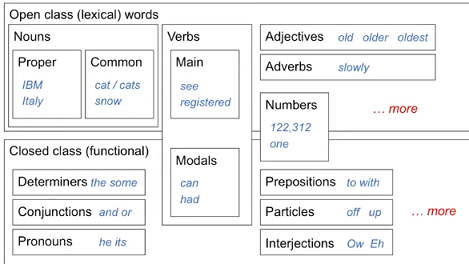 Open class (lexical) words
Nouns
Proper
IBM
Italy
Common
cat / cats
snow
Verbs
Main
see
registered
Adjectives old older oldest
Adverbs slowly
Numbers
122,312
one
... more
Closed class (functional)
Determiners the some
Conjunctions and or
Pronouns he its
Modals
can
had
Prepositions to with
Particles off up
Interjections Ow Eh
... more